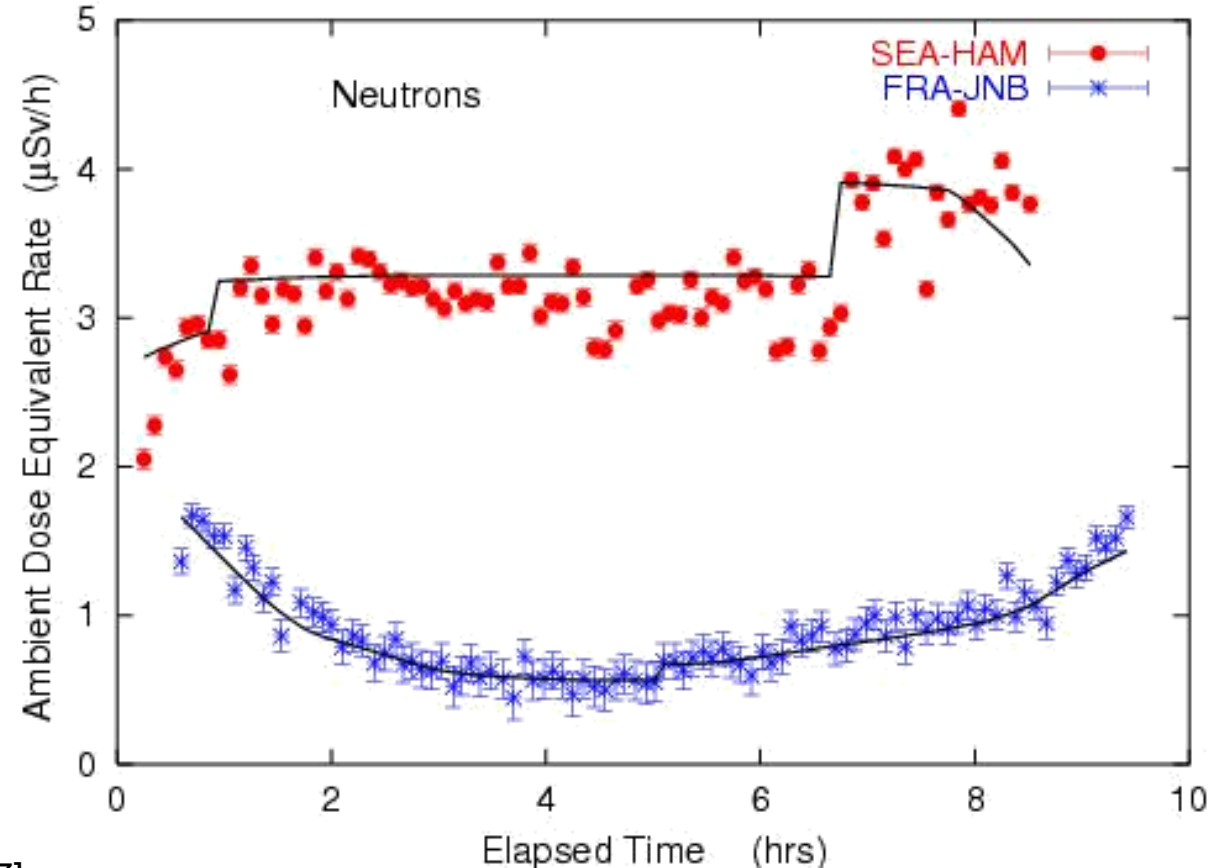 5
SEA-HAM
FRA-JNB
Neutrons
4
3
2
1
0
0 2 4 6 8 10
Ambient Dose Equivalent Rate (μSv/h)
Elapsed Time (hrs)